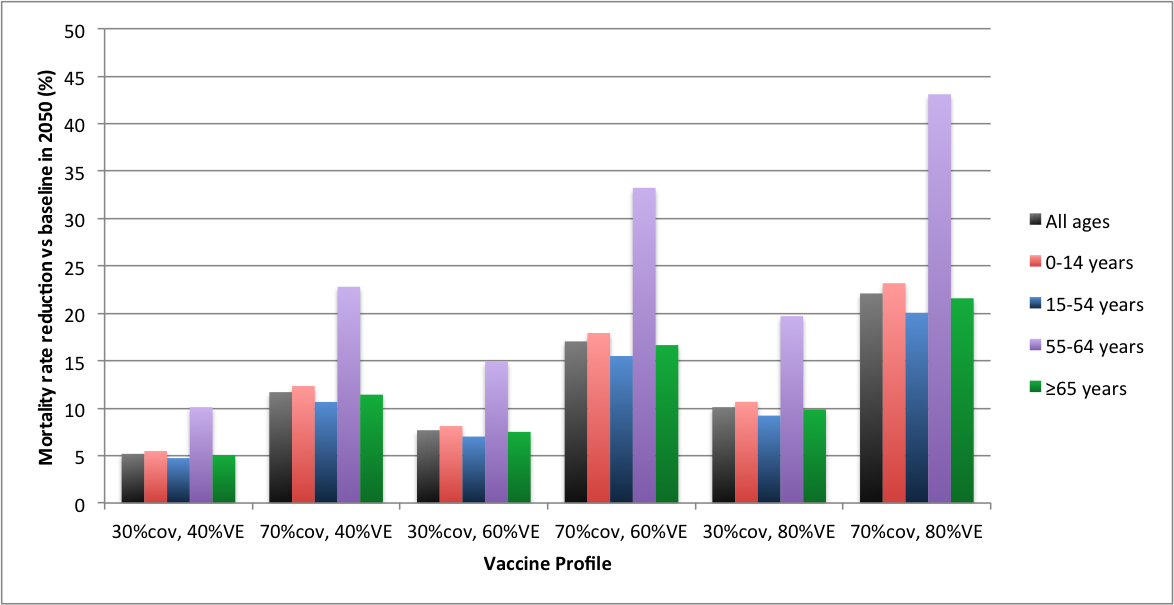 Mortality rate reduction vs baseline in 2050 (%)
50
45
40
35
30
25
20
15
10
5
0
30%cov, 40%VE
70%cov, 40%VE
30%cov, 60%VE
70%cov, 60%VE
30%cov, 80%VE
70%cov, 80%VE
Vaccine Profile
All ages
0-14 years
15-54 years
55-64 years
≥65 years